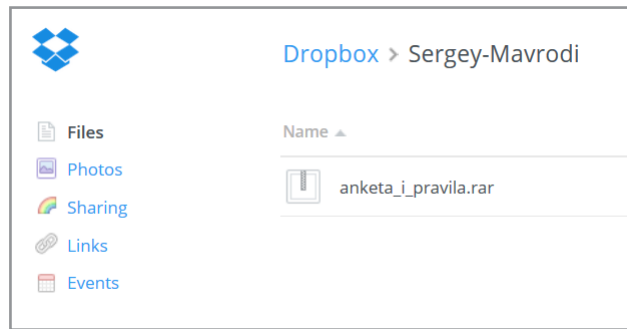 Dropbox > Sergey-Mavrodi
Files
Photos
Sharing
Links
Events
Name
anketa_i_pravila.rar